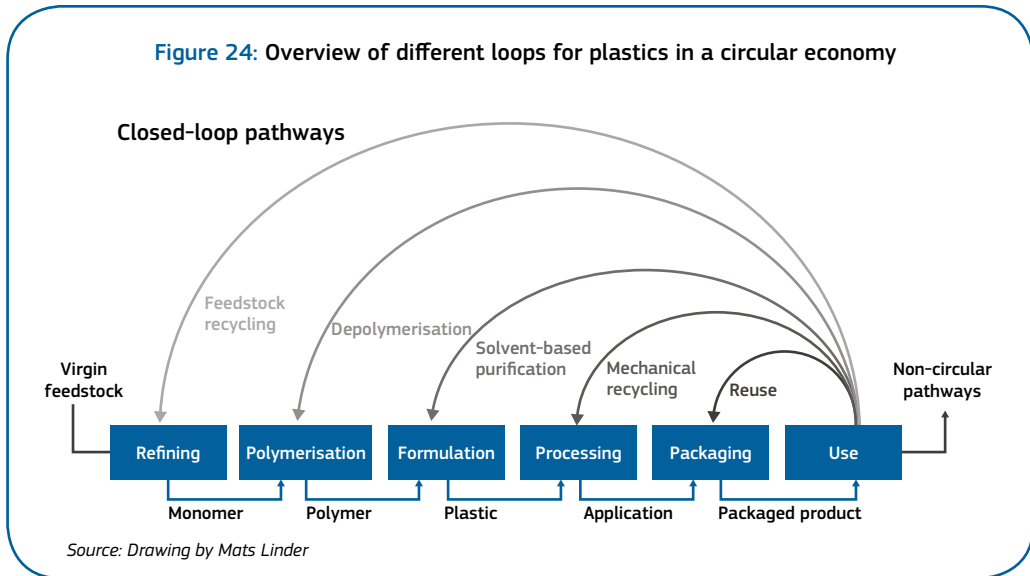 Figure 24: Overview of different loops for plastics in a circular economy
Closed-loop pathways
Feedstock
recycling
Depolymerisation
Solvent-based
purification
Mechanical
recycling
Reuse
Virgin
feedstock
Non-circular
pathways
Refining
Polymerisation
Formulation
Processing
Packaging
Use
Monomer
Polymer
Plastic
Application
Packaged product
Source: Drawing by Mats Linder